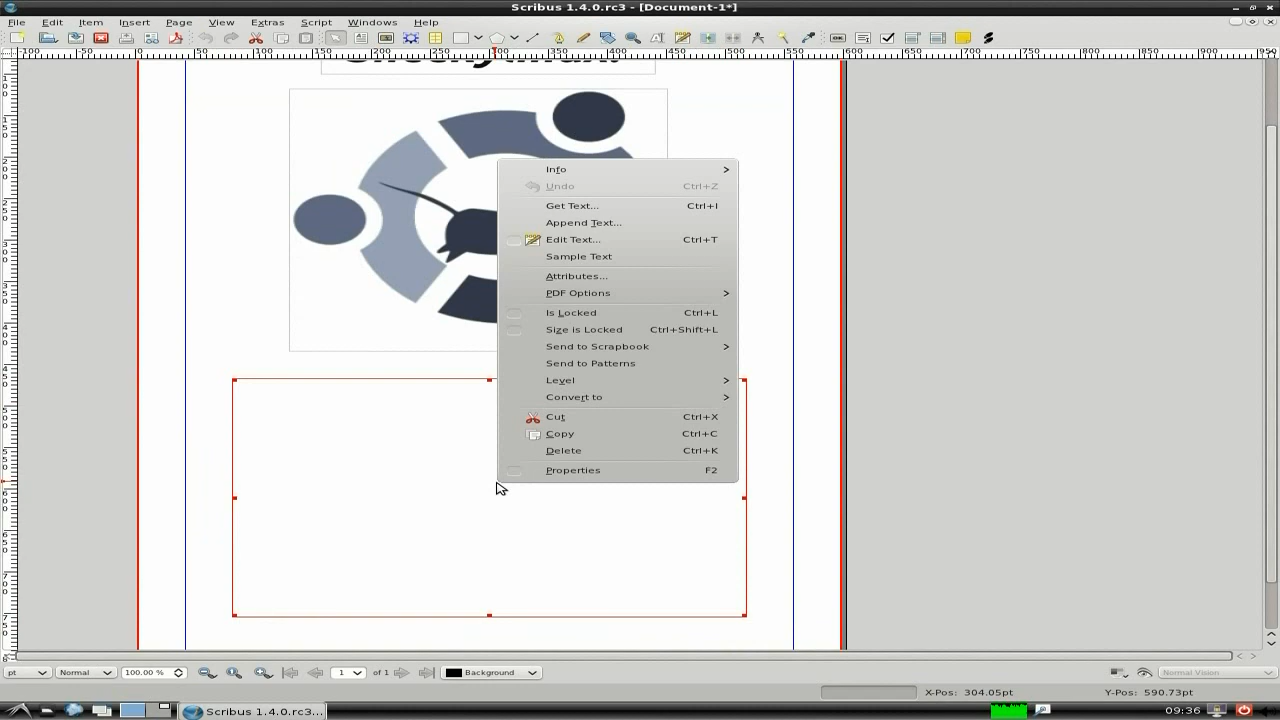 Scribus 1.4.0.rc3 - [Document-1*]
File Edit Item Insert Table Page View Extras Script Windows Help
Info
Undo Ctrl+Z
Get Text... Ctrl+I
Append Text...
Edit Text... Ctrl+T
Sample Text
Attributes...
PDF Options
Is Locked Ctrl+L
Size is Locked Ctrl+Shift+L
Send to Scrapbook
Send to Patterns
Level
Convert to
Cut Ctrl+X
Copy Ctrl+C
Delete Ctrl+K
Properties F2
pt Normal 100.00 % 1 of 1 Background Normal Vision
X-Pos: 304.05pt Y-Pos: 590.73pt
Scribus 1.4.0.rc3... 09:36